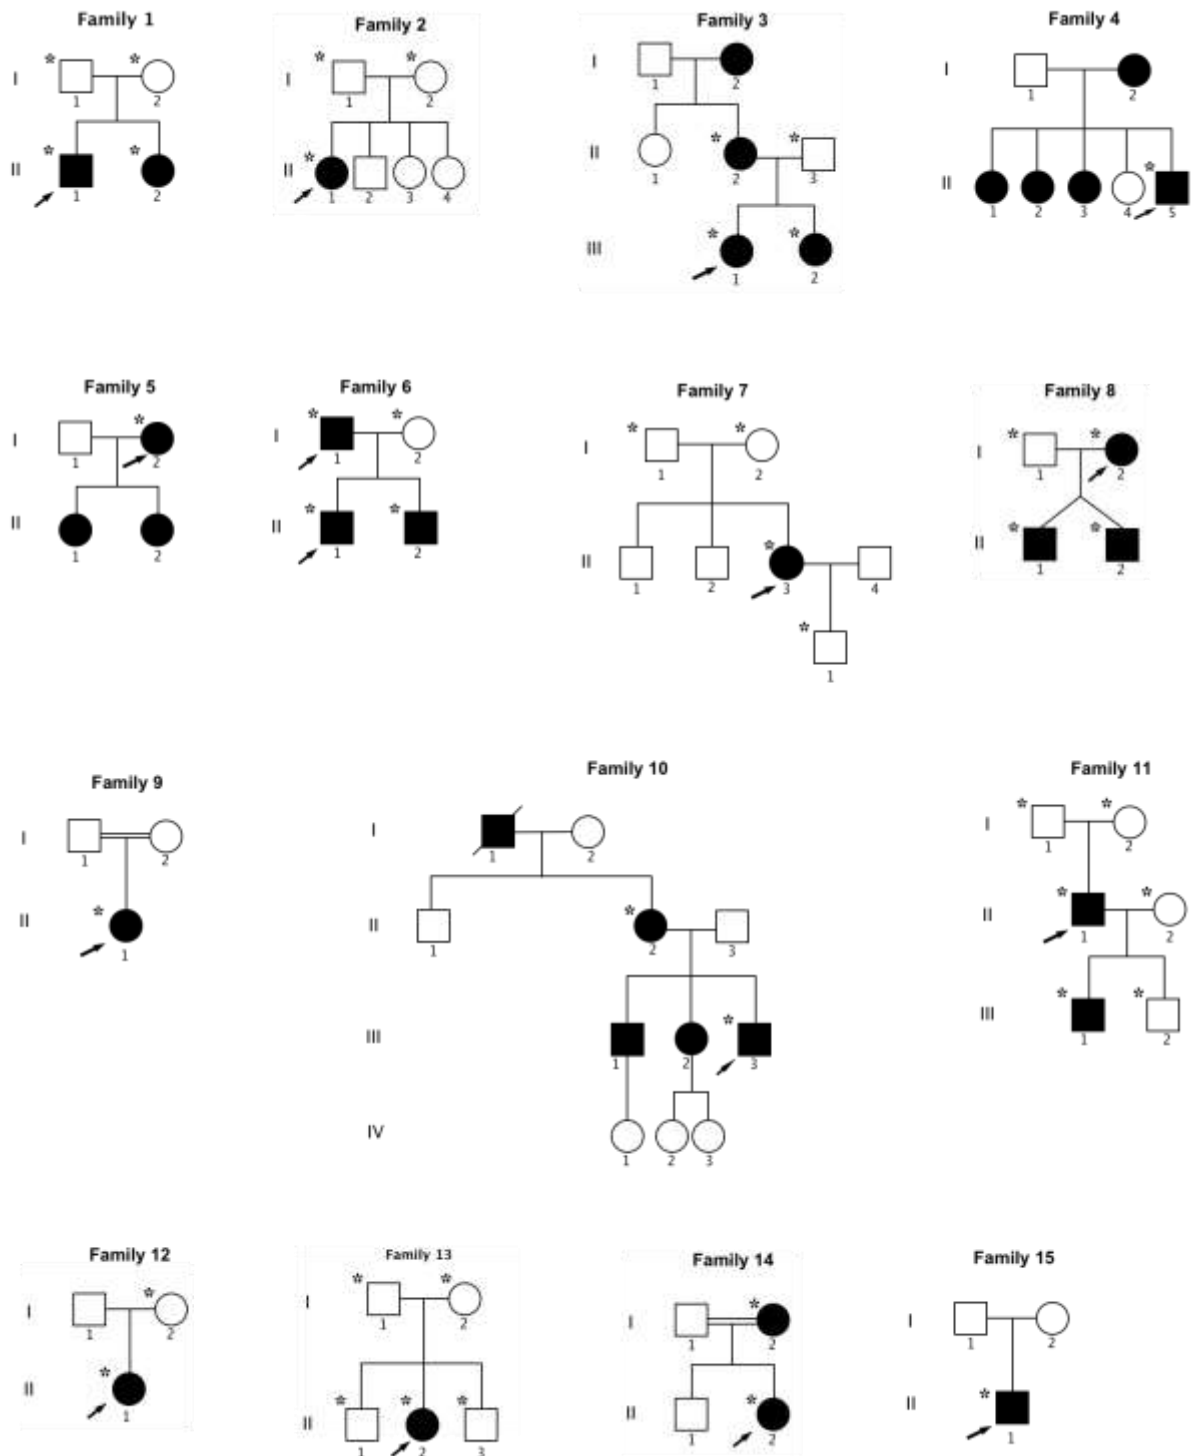 Family 1
Family 2
Family 3
Family 4
I
* *
1 2
* *
II
1 2
I
* *
1 2
*
II
1 2 3 4
I
1 2
* *
II
1 2 3
* *
III
1 2
I
1 2
*
II
1 2 3 4 5
Family 5
Family 6
Family 7
Family 8
I
*
1 2
II
1 2
I
* *
1 2
* *
II
1 2
I
* *
1 2
*
II
1 2 3 4
*
1
I
* *
1 2
* *
II
1 2
Family 9
Family 10
Family 11
I
1 2
*
II
1
I
1 2
*
II
1 2 3
*
III
1 2 3
IV
1 2 3
I
* *
1 2
* *
II
1 2
* *
III
1 2
Family 12
Family 13
Family 14
Family 15
I
*
1 2
*
II
1
I
* *
1 2
* * *
II
1 2 3
I
*
1 2
*
II
1 2
I
1 2
*
II
1